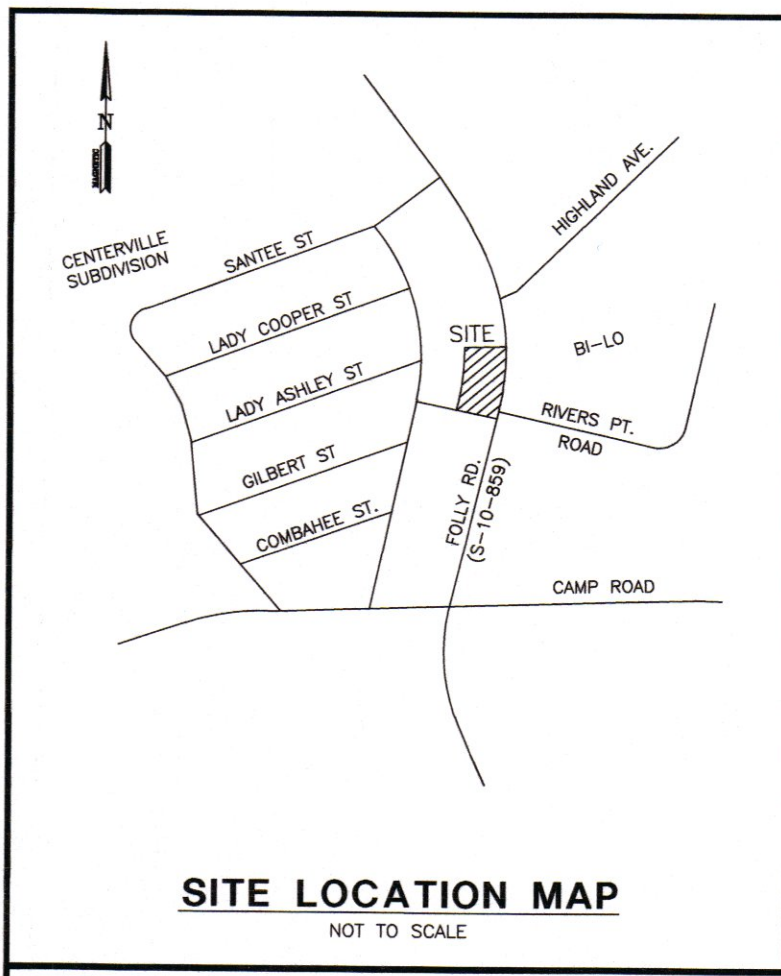 N
CENTERVILLE
SUBDIVISION
SANTEE ST
HIGHLAND AVE.
LADY COOPER ST
SITE
BI-LO
LADY ASHLEY ST
RIVERS PT.
ROAD
GILBERT ST
FOLLY RD.
(S-10-859)
COMBAHEE ST.
CAMP ROAD
SITE LOCATION MAP
NOT TO SCALE